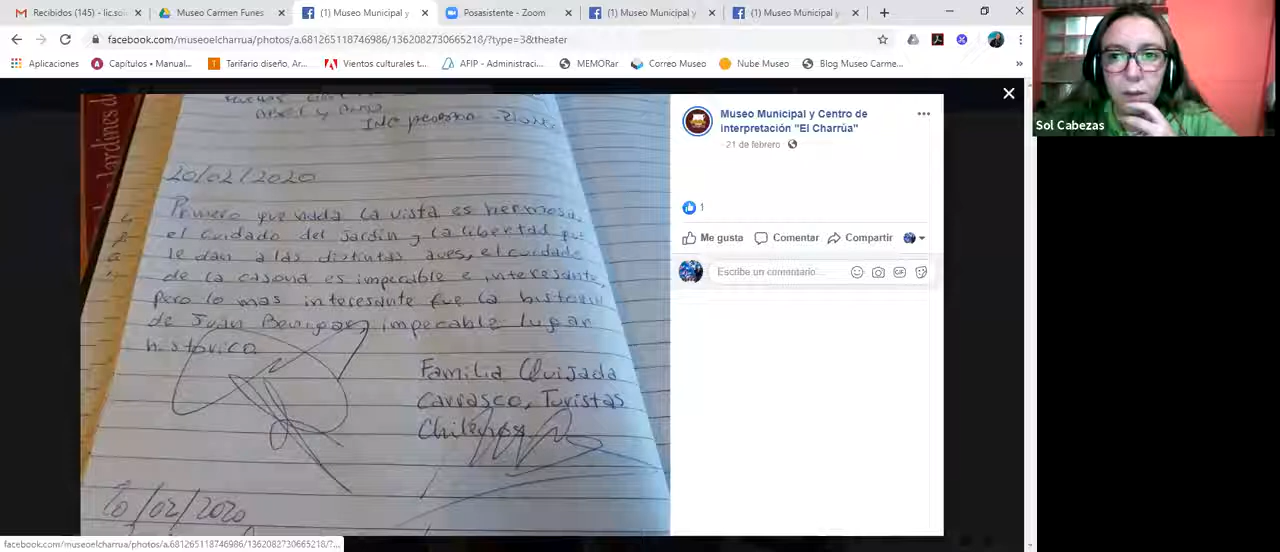 Recibidos (145) - lic.so
Museo Carmen Funes
(1) Museo Municipal y
Posasistente - Zoom
(1) Museo Municipal y
(1) Museo Municipal y
facebook.com/museoelcharrua/photos/a.681265118746986/1362082730665218/?type=3&theater
Aplicaciones
Capítulos • Manual...
Tarifario diseño, Ar...
Vientos culturales t...
AFIP - Administraci...
MEMORar
Correo Museo
Nube Museo
Blog Museo Carme...
»
Sol Cabezas
Jardines d
20/02/2020
Primero que nada la vista es hermosa,
el cuidado del jardín y la libertad que
le dan a las distintas aves, el cuidado
de la casona es impecable e interesante,
pero lo mas interesante fue la historia
de Juan Benigar, impecable lugar
historico
Familia Quijada
Carrasco, Turistas
Chilenos
20/02/2020
Museo Municipal y Centro de
interpretación "El Charrúa"
21 de febrero
1
Me gusta
Comentar
Compartir
Escribe un comentario...
GIF
facebook.com/museoelcharrua/photos/a.681265118746986/1362082730665218/?...